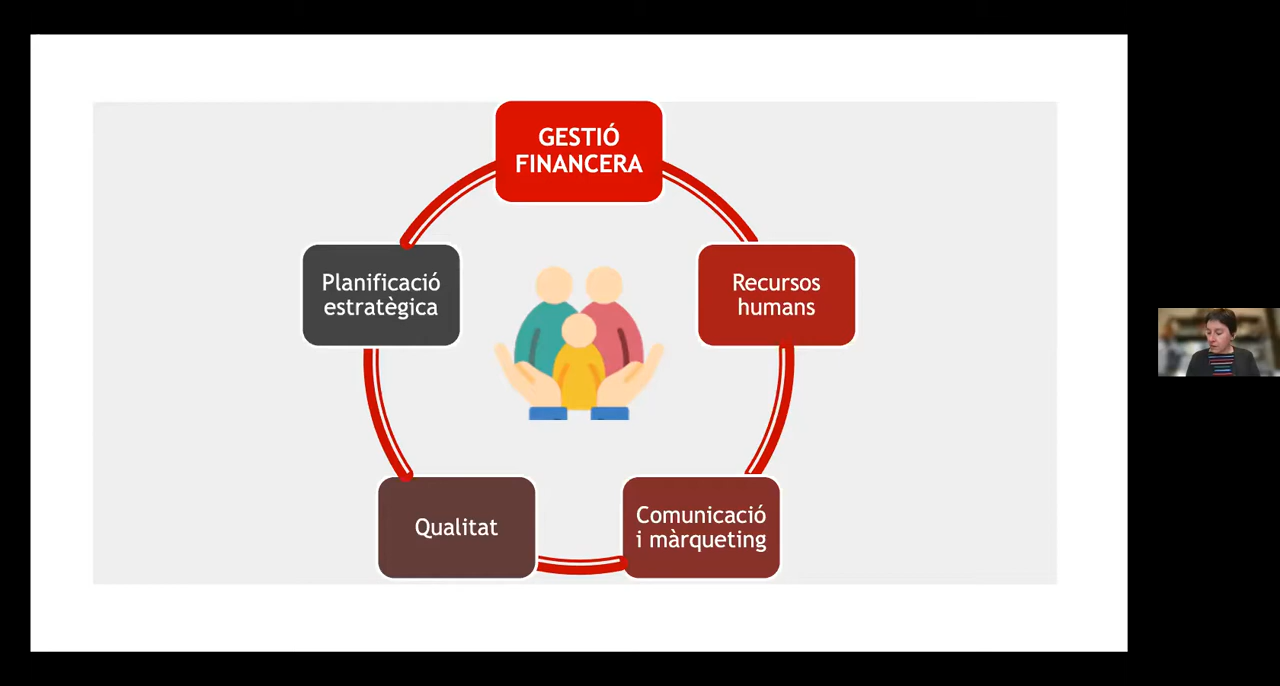 GESTIÓ
FINANCERA
Planificació
estratègica
Recursos
humans
Qualitat
Comunicació
i màrqueting